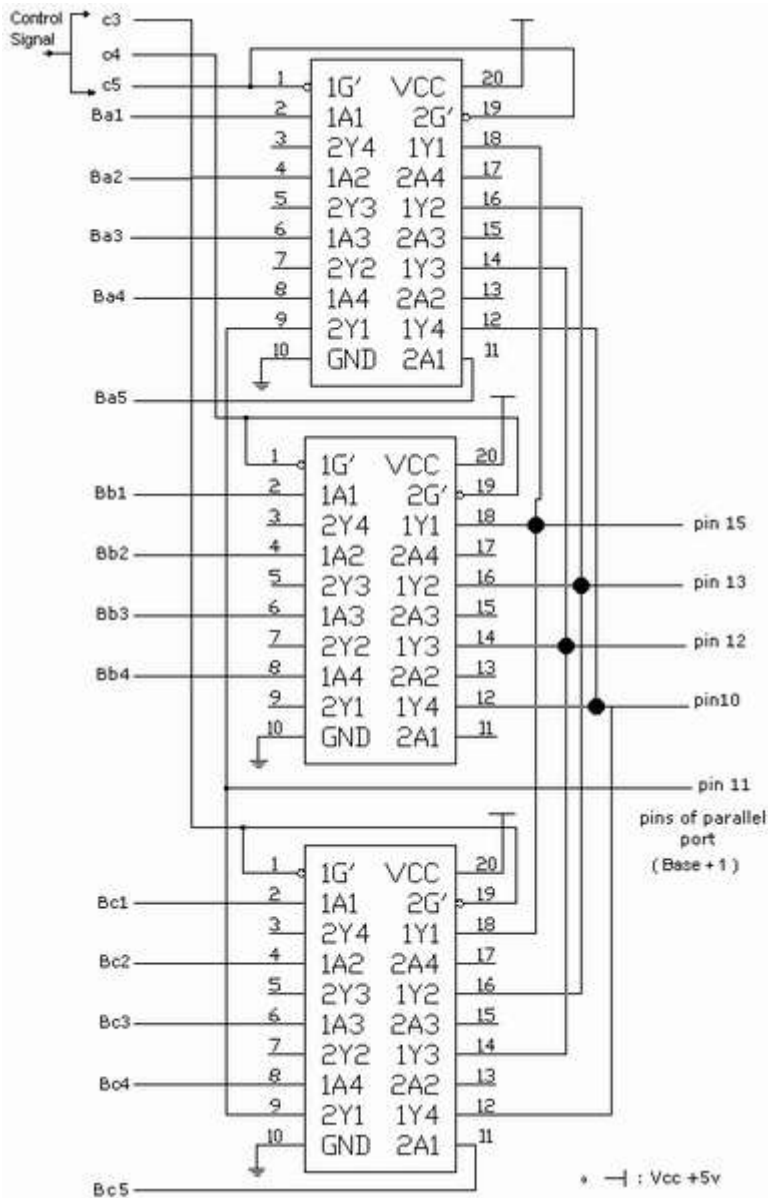 Control Signal
c3
c4
c5
1 1G' VCC 20
Ba1 2 1A1 2G' 19
3 2Y4 1Y1 18
Ba2 4 1A2 2A4 17
5 2Y3 1Y2 16
Ba3 6 1A3 2A3 15
7 2Y2 1Y3 14
Ba4 8 1A4 2A2 13
9 2Y1 1Y4 12
10 GND 2A1 11
Ba5
1 1G' VCC 20
Bb1 2 1A1 2G' 19
3 2Y4 1Y1 18 pin 15
Bb2 4 1A2 2A4 17
5 2Y3 1Y2 16 pin 13
Bb3 6 1A3 2A3 15
7 2Y2 1Y3 14 pin 12
Bb4 8 1A4 2A2 13
9 2Y1 1Y4 12 pin10
10 GND 2A1 11
pin 11
pins of parallel
port
( Base + 1 )
1 1G' VCC 20
Bc1 2 1A1 2G' 19
3 2Y4 1Y1 18
Bc2 4 1A2 2A4 17
5 2Y3 1Y2 16
Bc3 6 1A3 2A3 15
7 2Y2 1Y3 14
Bc4 8 1A4 2A2 13
9 2Y1 1Y4 12
10 GND 2A1 11
Bc5
: Vcc +5v